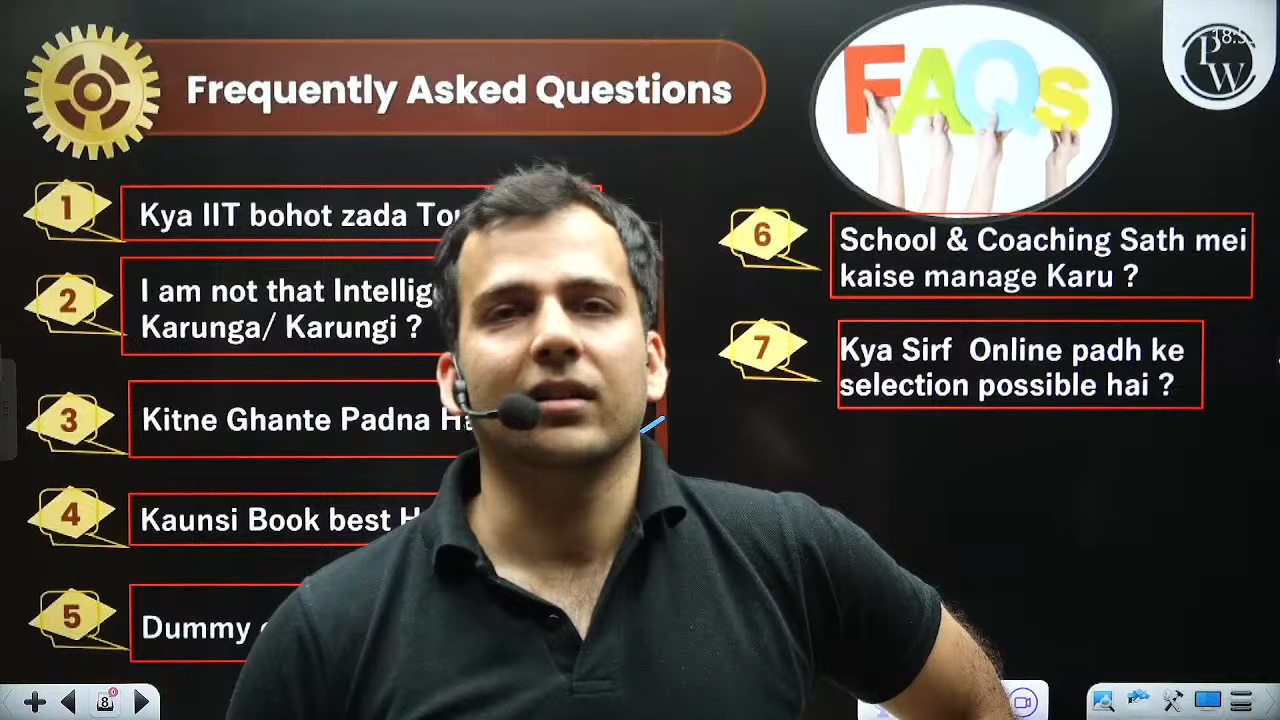 Frequently Asked Questions
FAQs
PW
1
Kya IIT bohot zada
2
I am not that
Karunga/ Karungi ?
3
Kitne Ghante Padna
4
Kaunsi Book best
5
Dummy
6
School & Coaching Sath mei
kaise manage Karu ?
7
Kya Sirf Online padh ke
selection possible hai ?
8